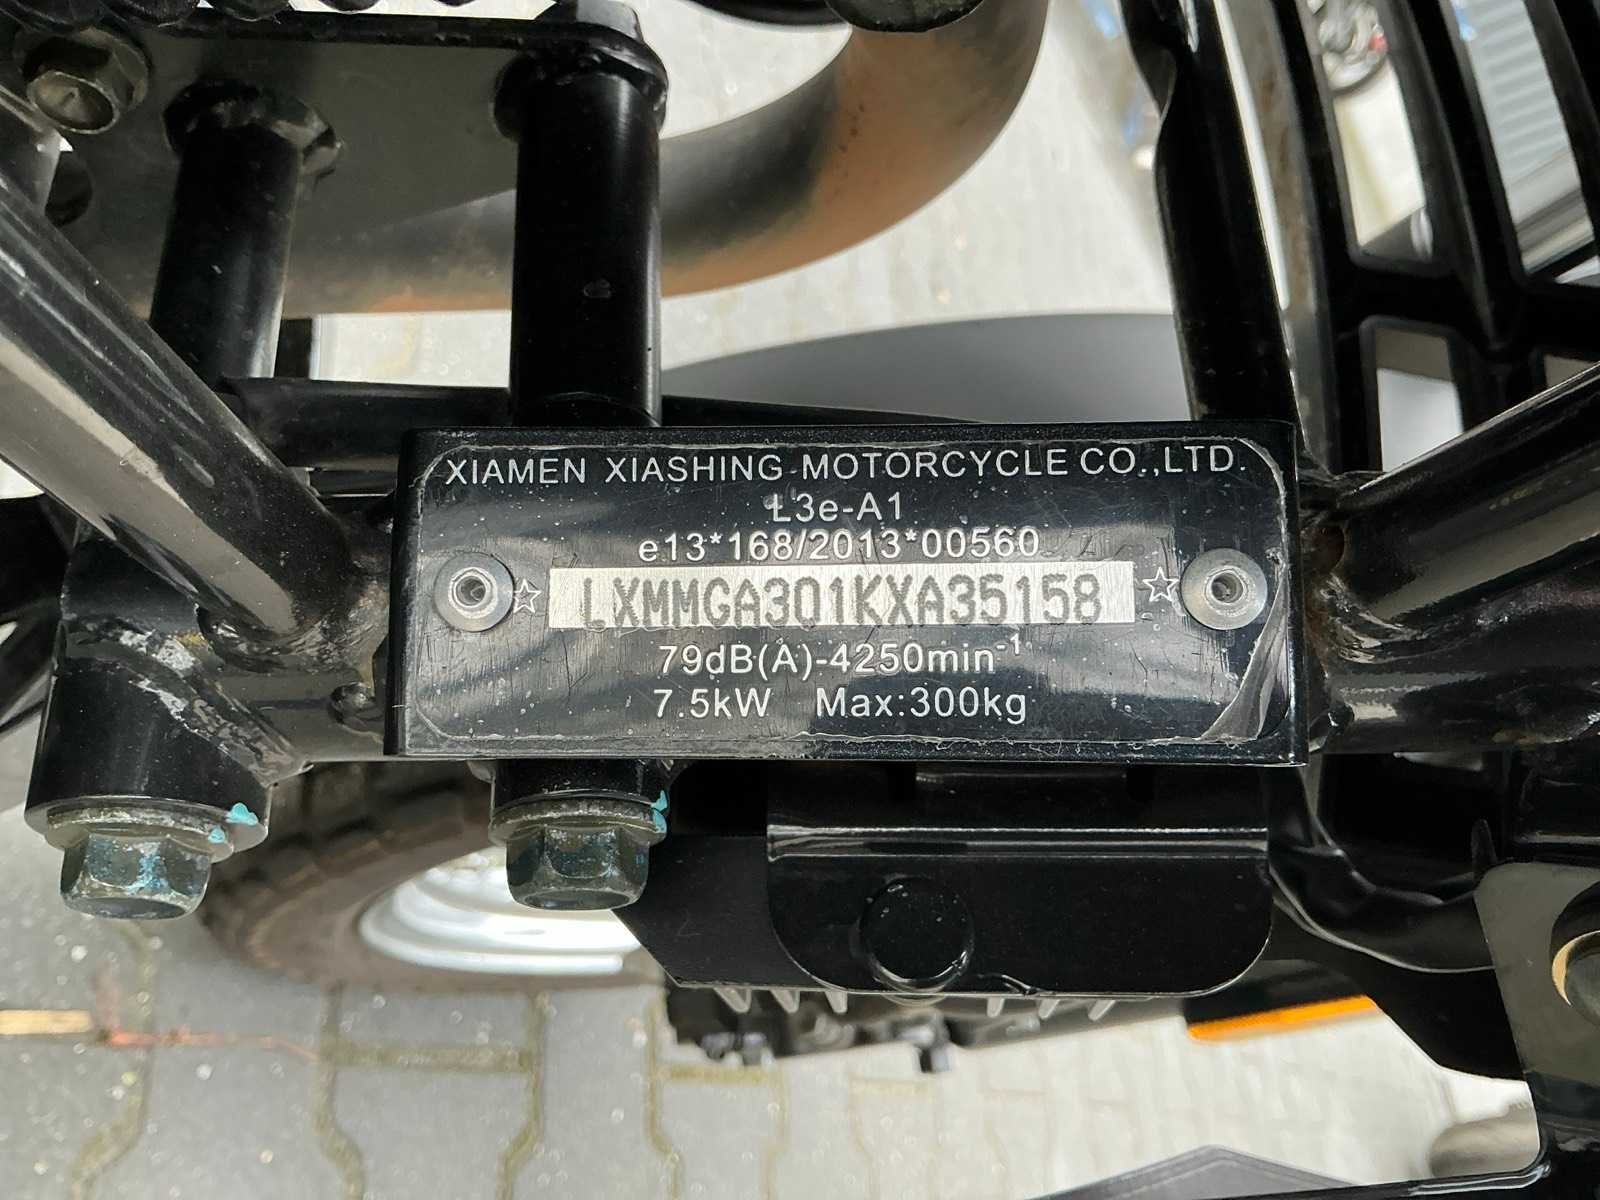 XIAMEN XIASHING MOTORCYCLE CO.,LTD.
L3e-A1
e13*168/2013*00560
☆LXMMGA301KXA35158☆
79dB(A)-4250min⁻¹
7.5kW Max:300kg